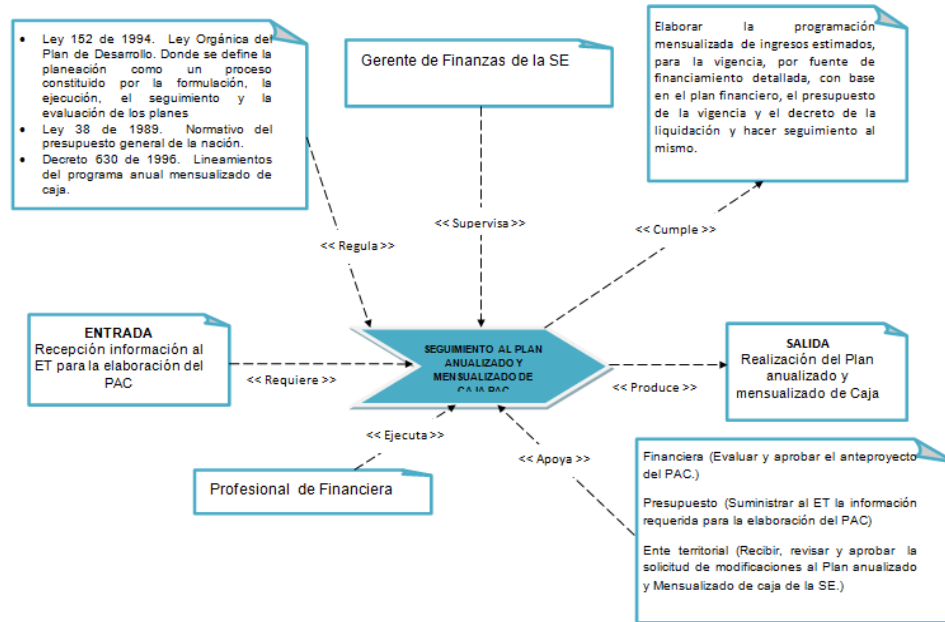 • Ley 152 de 1994. Ley Orgánica del
Plan de Desarrollo. Donde se define la
planeación como un proceso
constituido por la formulación, la
ejecución, el seguimiento y la
evaluación de los planes
• Ley 38 de 1989. Normativo del
presupuesto general de la nación.
• Decreto 630 de 1996. Lineamientos
del programa anual mensualizado de
caja.
Gerente de Finanzas de la SE
Elaborar la programación
mensualizada de ingresos estimados,
para la vigencia, por fuente de
financiamiento detallada, con base
en el plan financiero, el presupuesto
de la vigencia y el decreto de la
liquidación y hacer seguimiento al
mismo.
<< Regula >>
<< Supervisa >>
<< Cumple >>
ENTRADA
Recepción información al
ET para la elaboración del
PAC
<< Requiere >>
SEGUIMIENTO AL PLAN
ANUALIZADO Y
MENSUALIZADO DE
CAJA PAC
<< Produce >>
SALIDA
Realización del Plan
anualizado y
mensualizado de Caja
<< Ejecuta >>
Profesional de Financiera
<< Apoya >>
Financiera (Evaluar y aprobar el anteproyecto
del PAC.)
Presupuesto (Suministrar al ET la información
requerida para la elaboración del PAC)
Ente territorial (Recibir, revisar y aprobar la
solicitud de modificaciones al Plan anualizado
y Mensualizado de caja de la SE.)